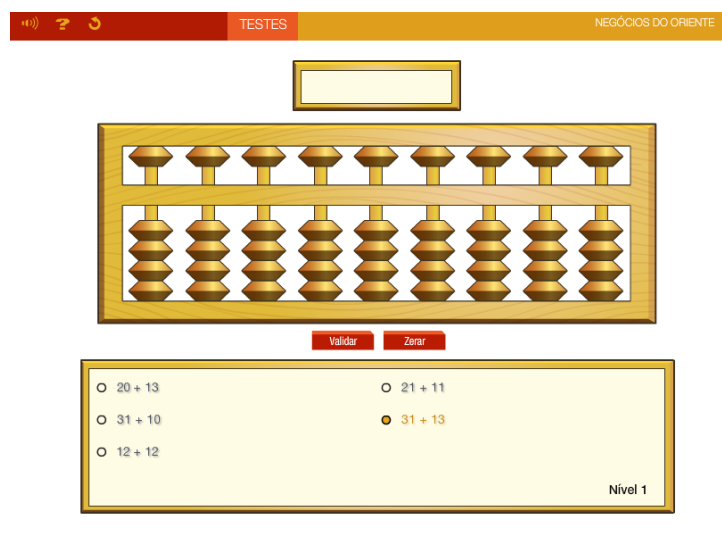 TESTES
NEGÓCIOS DO ORIENTE
Validar
Zerar
20 + 13
21 + 11
31 + 10
31 + 13
12 + 12
Nível 1